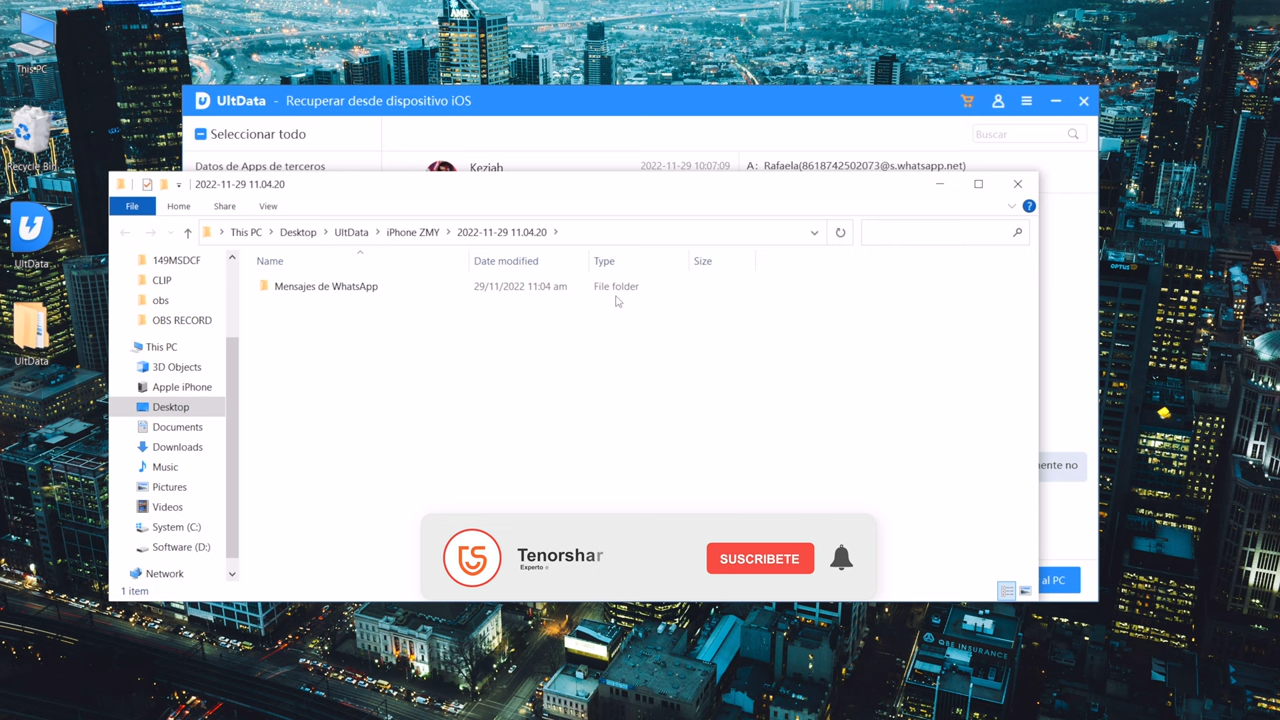 This PC
Recycle Bin
UltData
UltData
AMP
UltData - Recuperar desde dispositivo iOS
Seleccionar todo
Buscar
Datos de Apps de terceros
Keziah
2022-11-29 10:07:09
A: Rafaela(8618742502073@s.whatsapp.net)
2022-11-29 11.04.20
File
Home
Share
View
This PC
Desktop
UltData
iPhone ZMY
2022-11-29 11.04.20
Name
Date modified
Type
Size
149MSDCF
CLIP
obs
OBS RECORD
This PC
3D Objects
Apple iPhone
Desktop
Documents
Downloads
Music
Pictures
Videos
System (C:)
Software (D:)
Network
Mensajes de WhatsApp
29/11/2022 11:04 am
File folder
1 item
Tenorshar
Experto
SUSCRIBETE
ente no
al PC
OPTUS
QBE INSURANCE